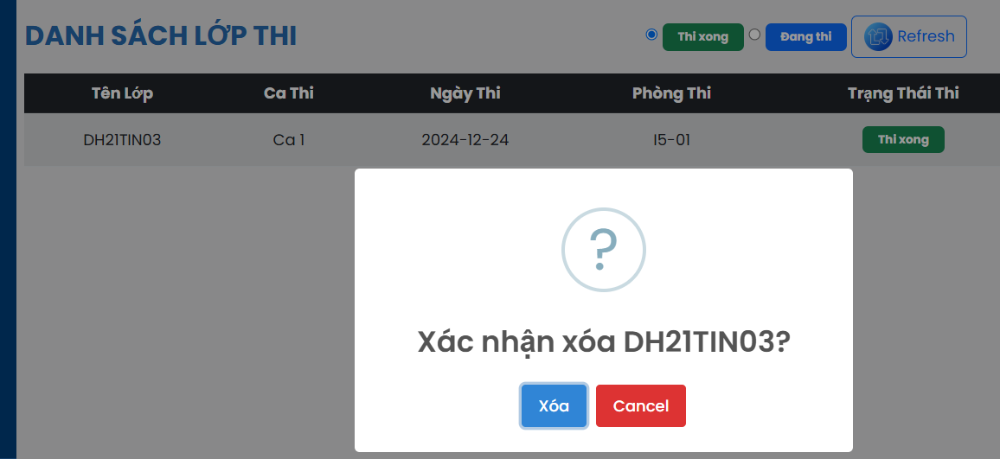 DANH SÁCH LỚP THI
Thi xong Đang thi Refresh
Tên Lớp Ca Thi Ngày Thi Phòng Thi Trạng Thái Thi
DH21TIN03 Ca 1 2024-12-24 I5-01 Thi xong
?
Xác nhận xóa DH21TIN03?
Xóa Cancel